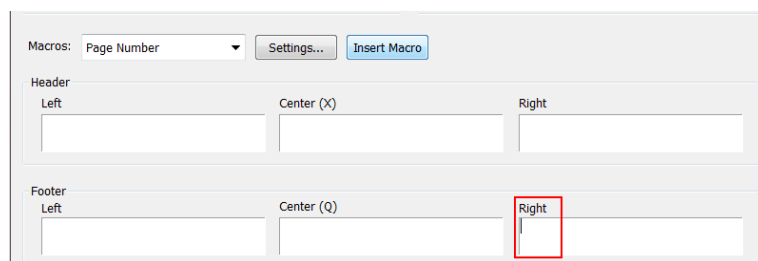 Macros: Page Number Settings... Insert Macro
Header
Left Center (X) Right
Footer
Left Center (Q) Right